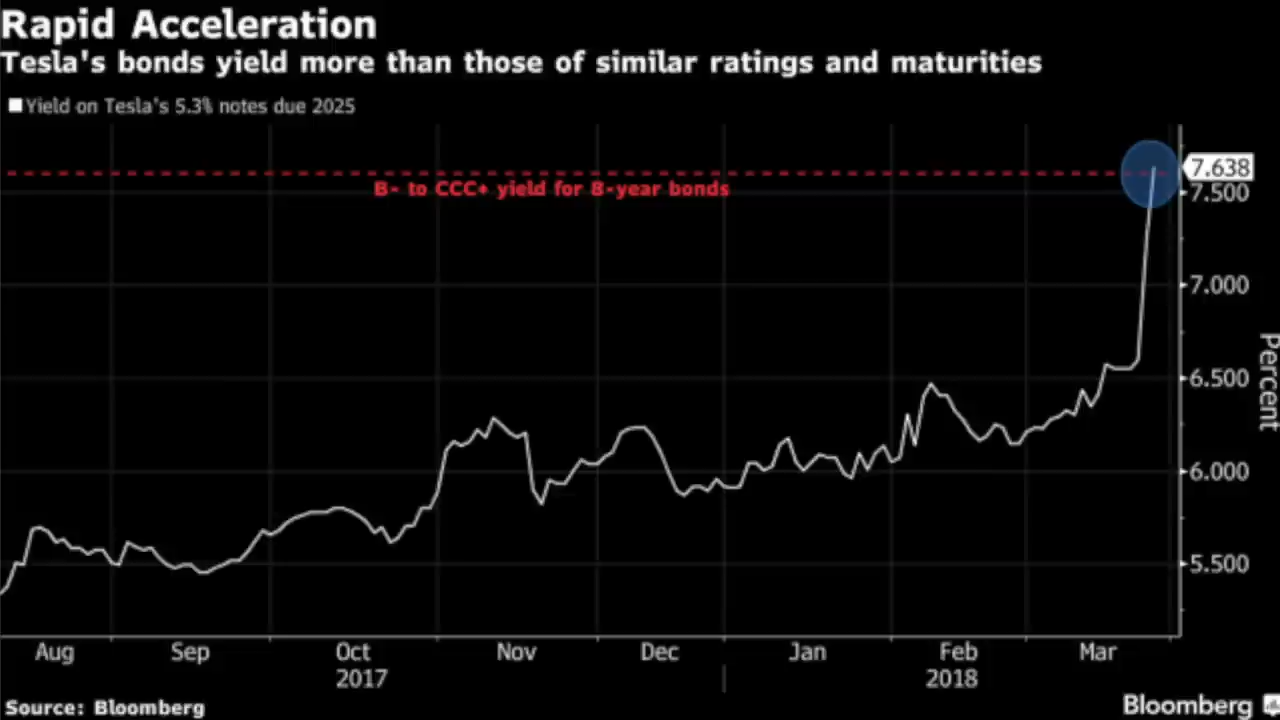 Rapid Acceleration
Tesla's bonds yield more than those of similar ratings and maturities
Yield on Tesla's 5.3% notes due 2025
B- to CCC+ yield for 8-year bonds
7.638
7.500
7.000
6.500
6.000
5.500
Percent
Aug Sep Oct Nov Dec Jan Feb Mar
2017 2018
Source: Bloomberg
Bloomberg